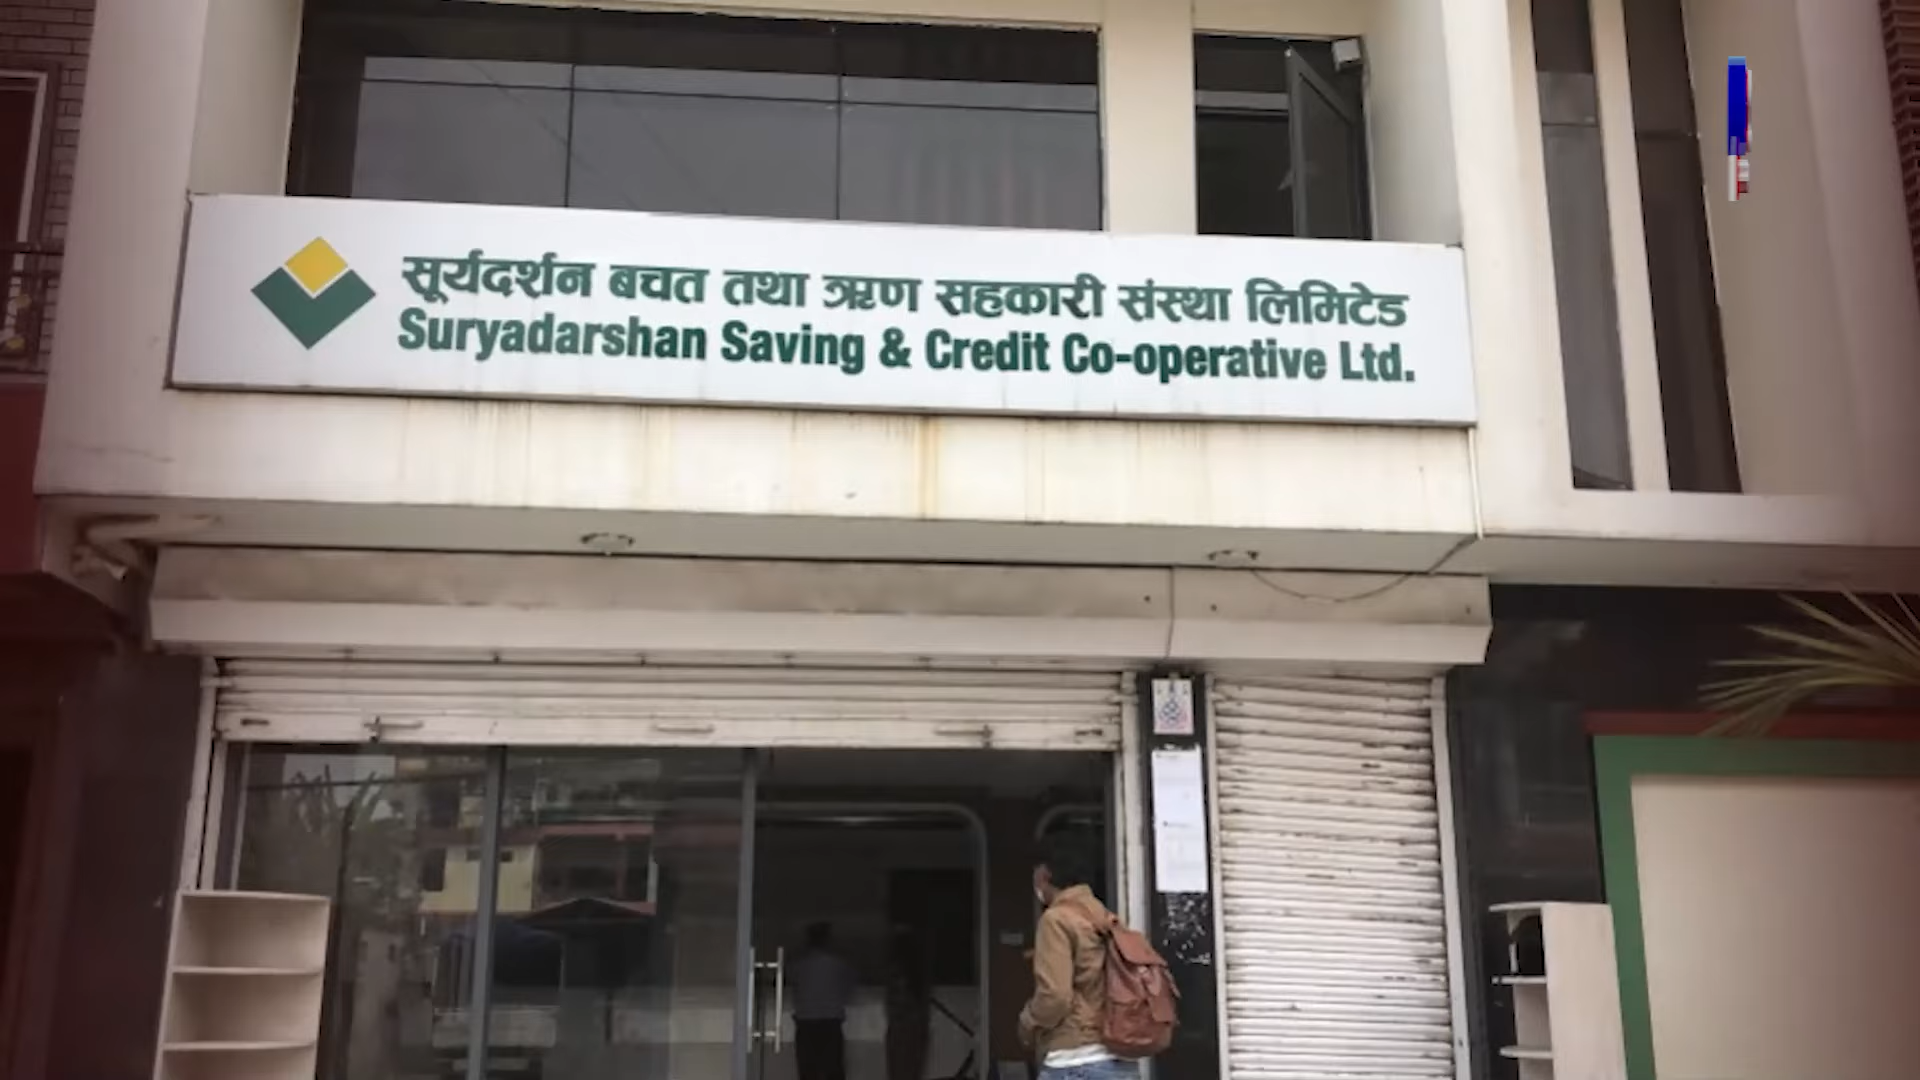 सूर्यदर्शन बचत तथा ऋण सहकारी संस्था लिमिटेड
Suryadarshan Saving & Credit Co-operative Ltd.